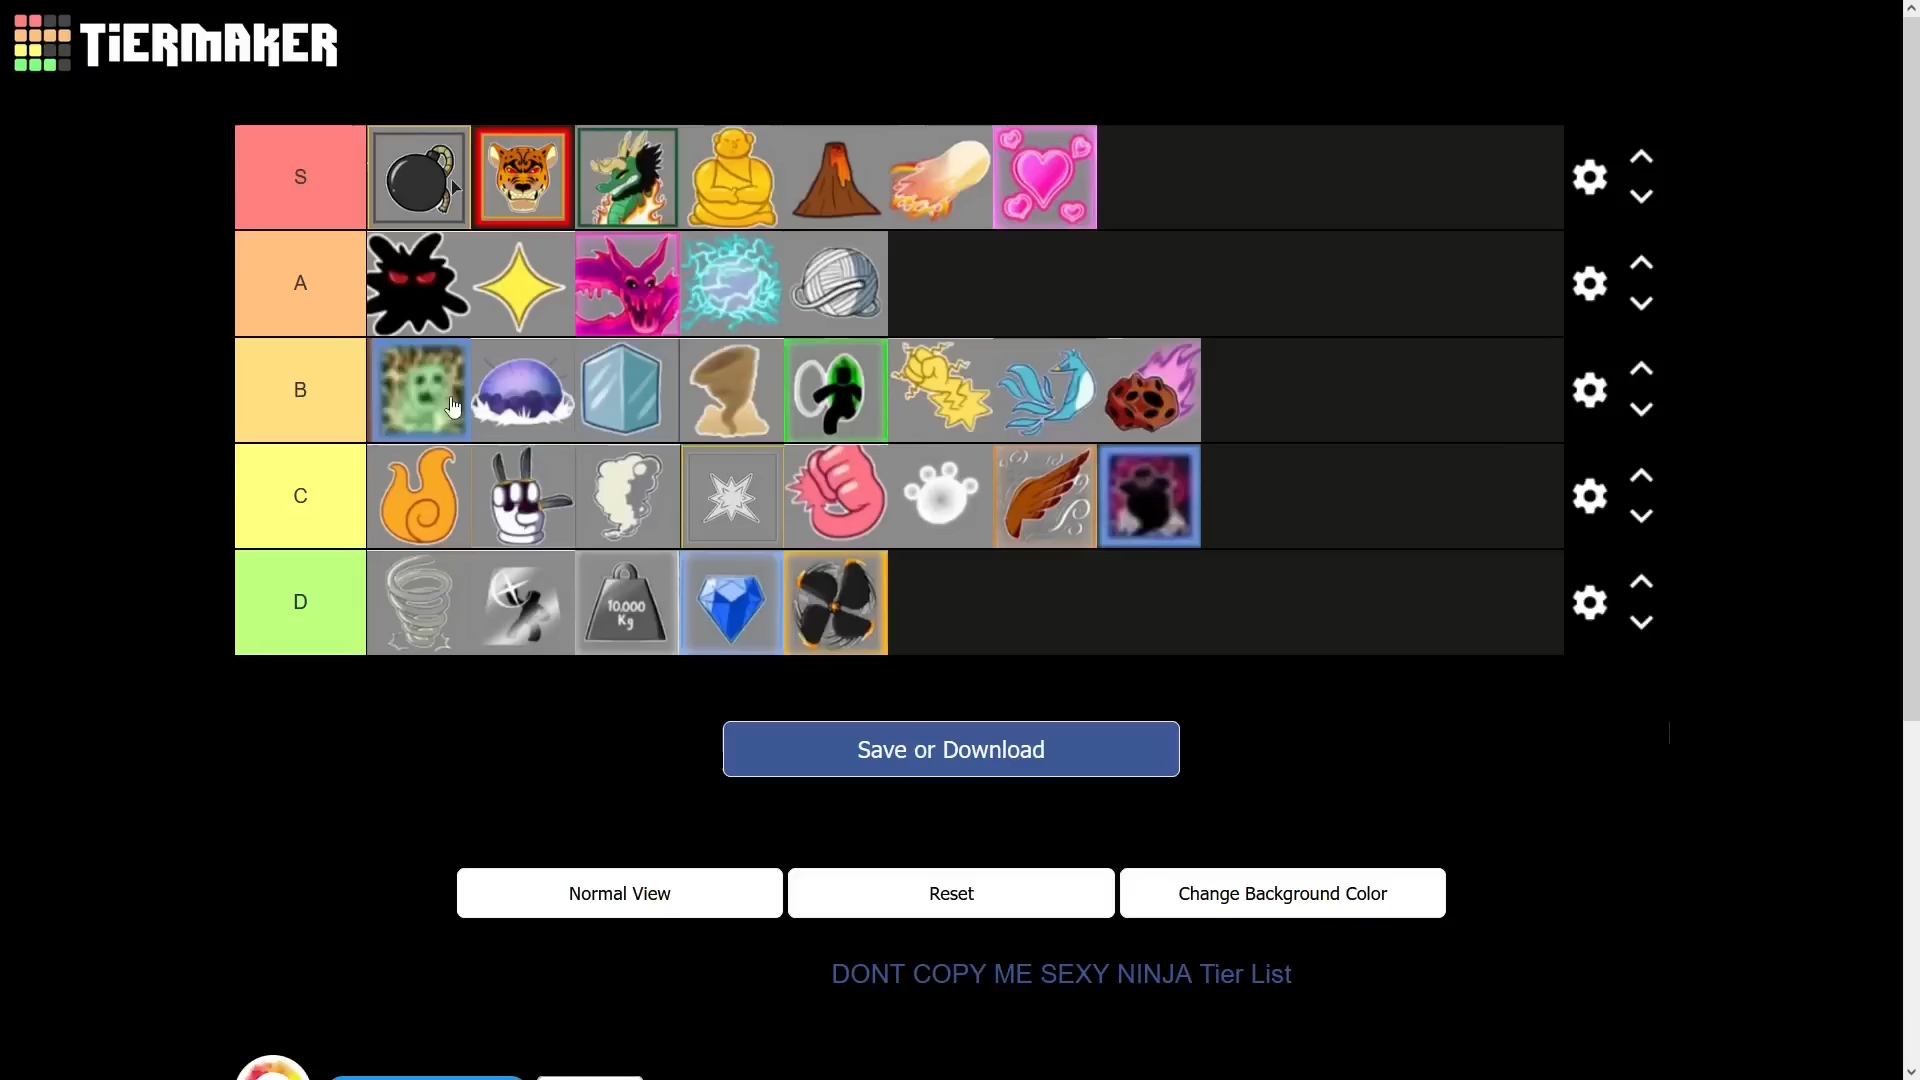 TiERMAKER
S
A
B
C
D
10.000
Kg
Save or Download
Normal View
Reset
Change Background Color
DONT COPY ME SEXY NINJA Tier List